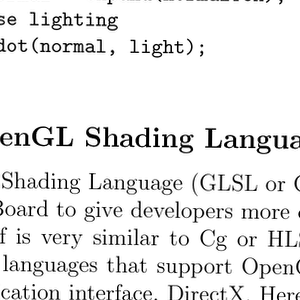 se lighting
dot(normal, light);
enGL Shading Langua
Shading Language (GLSL or
Board to give developers more
f is very similar to Cg or HLS
languages that support OpenG
cation interface, DirectX. Here